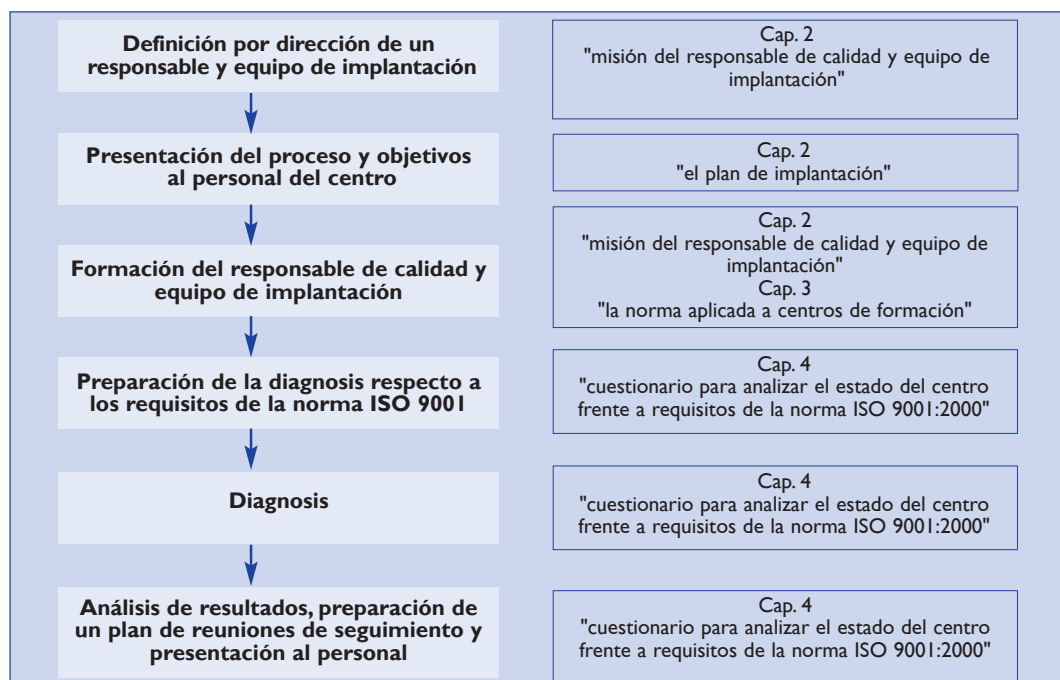 Definición por dirección de un
responsable y equipo de implantación
Cap. 2
"misión del responsable de calidad y equipo de
implantación"
Presentación del proceso y objetivos
al personal del centro
Cap. 2
"el plan de implantación"
Formación del responsable de calidad y
equipo de implantación
Cap. 2
"misión del responsable de calidad y equipo de
implantación"
Cap. 3
"la norma aplicada a centros de formación"
Preparación de la diagnosis respecto a
los requisitos de la norma ISO 9001
Cap. 4
"cuestionario para analizar el estado del centro
frente a requisitos de la norma ISO 9001:2000"
Diagnosis
Cap. 4
"cuestionario para analizar el estado del centro
frente a requisitos de la norma ISO 9001:2000"
Análisis de resultados, preparación de
un plan de reuniones de seguimiento y
presentación al personal
Cap. 4
"cuestionario para analizar el estado del centro
frente a requisitos de la norma ISO 9001:2000"